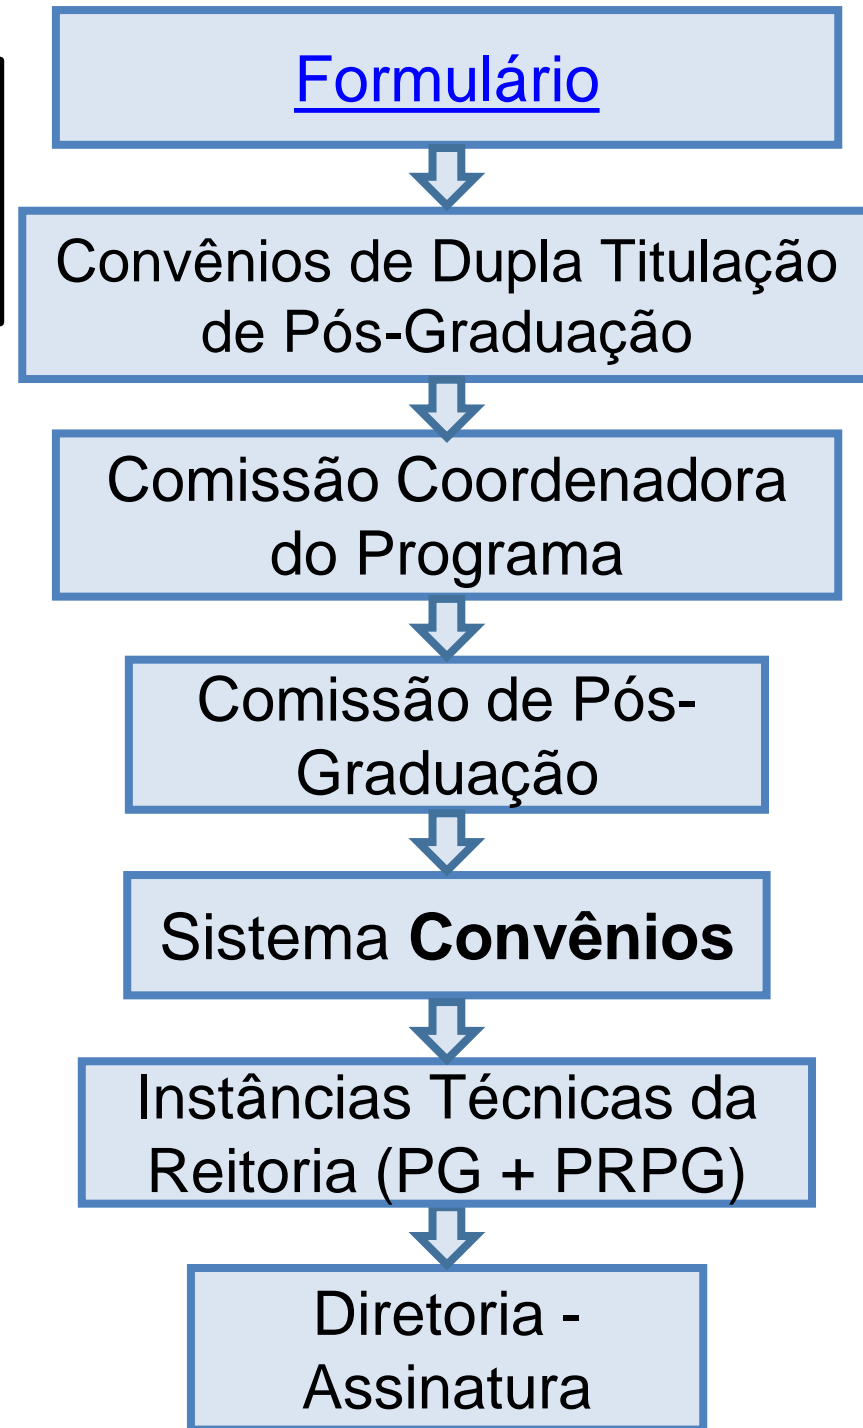 Formulário
Convênios de Dupla Titulação
de Pós-Graduação
Comissão Coordenadora
do Programa
Comissão de Pós-
Graduação
Sistema Convênios
Instâncias Técnicas da
Reitoria (PG + PRPG)
Diretoria -
Assinatura